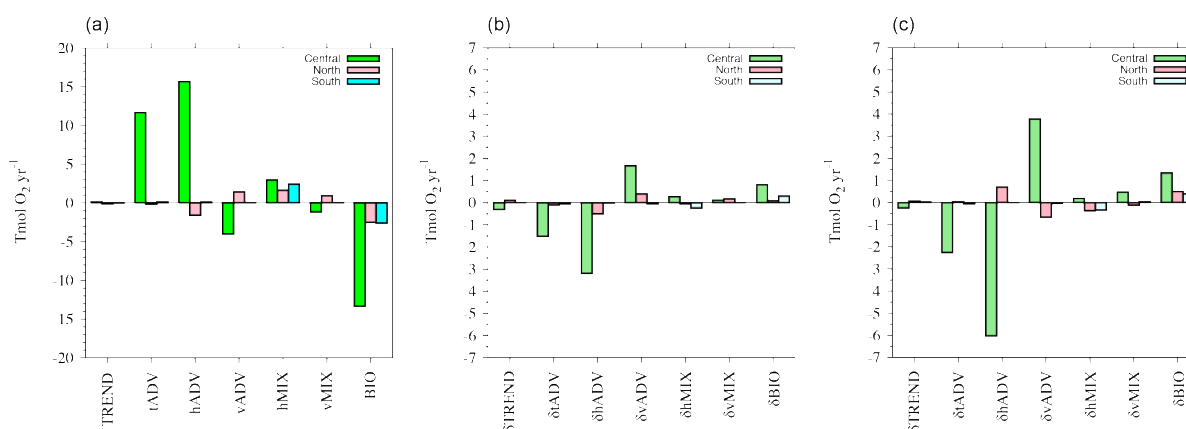 (a)
20
15
10
5
0
-5
-10
-15
-20
Tmol O₂ yr⁻¹
Central
North
South
TREND
tADV
hADV
vADV
hMIX
vMIX
BIO
(b)
7
6
5
4
3
2
1
0
-1
-2
-3
-4
-5
-6
-7
Tmol O₂ yr⁻¹
Central
North
South
δTREND
δtADV
δhADV
δvADV
δhMIX
δvMIX
δBIO
(c)
7
6
5
4
3
2
1
0
-1
-2
-3
-4
-5
-6
-7
Tmol O₂ yr⁻¹
Central
North
South
δTREND
δtADV
δhADV
δvADV
δhMIX
δvMIX
δBIO